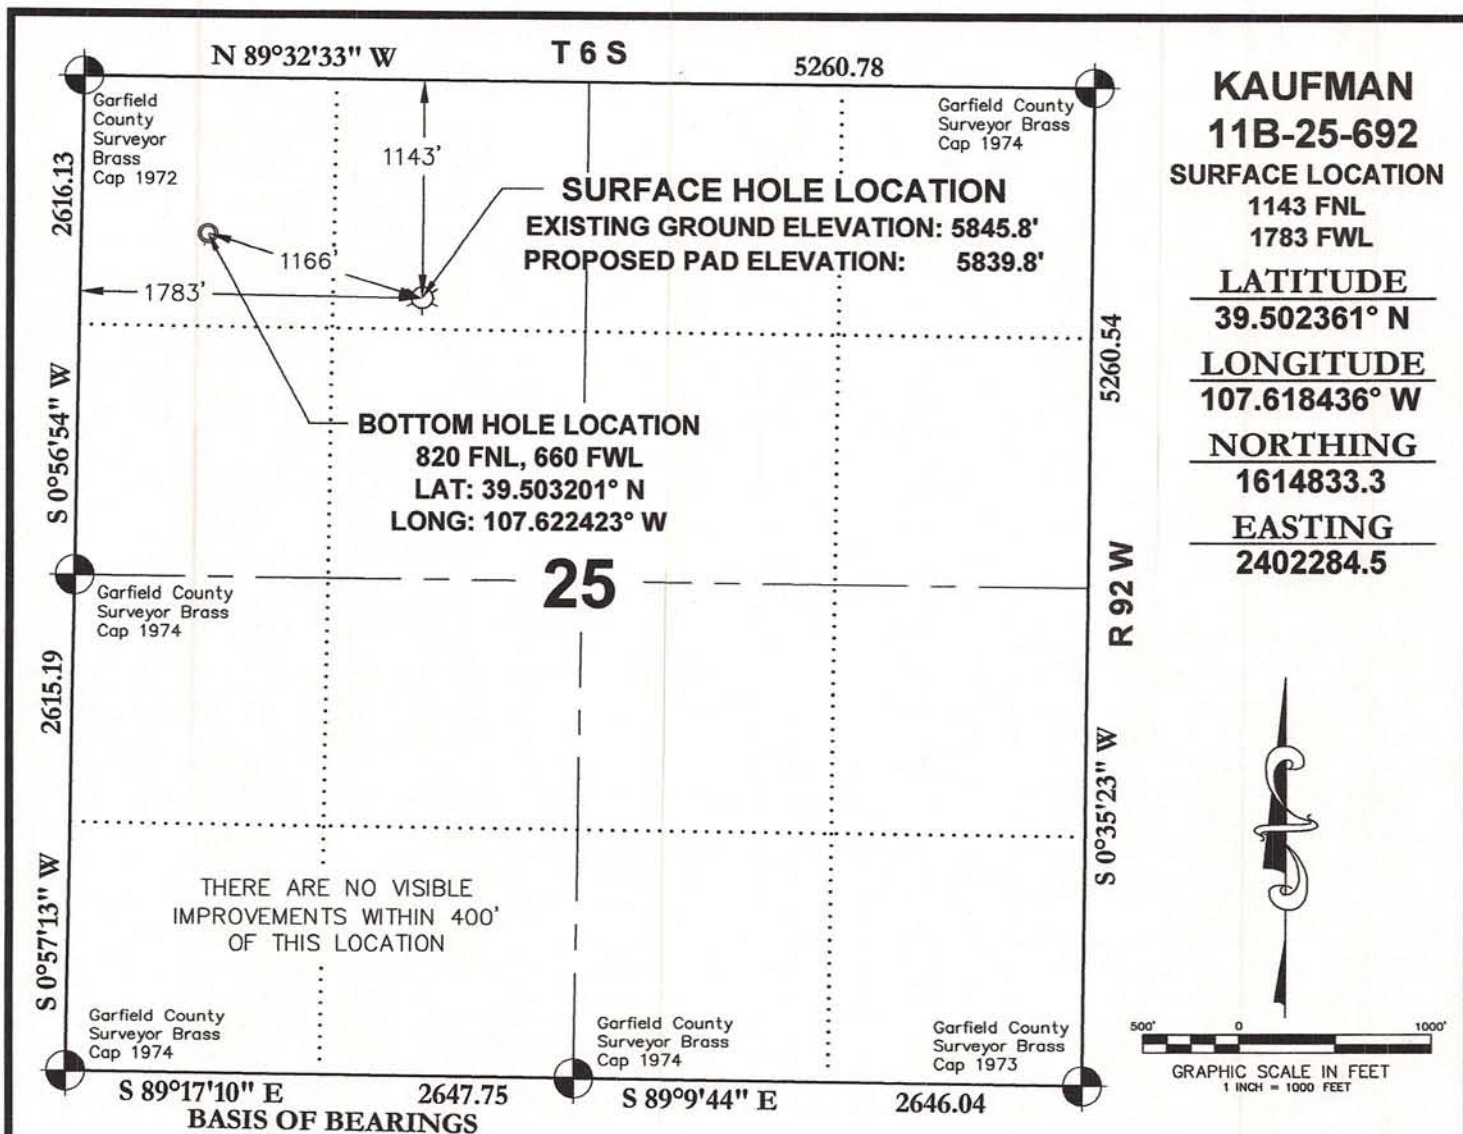 N 89°32'33" W
T 6 S
5260.78
Garfield
County
Surveyor
Brass
Cap 1972
Garfield County
Surveyor Brass
Cap 1974
KAUFMAN
11B-25-692
SURFACE LOCATION
1143 FNL
1783 FWL
LATITUDE
39.502361° N
LONGITUDE
107.618436° W
NORTHING
1614833.3
EASTING
2402284.5
2616.13
1143'
SURFACE HOLE LOCATION
EXISTING GROUND ELEVATION: 5845.8'
PROPOSED PAD ELEVATION: 5839.8'
1166'
1783'
S 0°56'54" W
5260.54
BOTTOM HOLE LOCATION
820 FNL, 660 FWL
LAT: 39.503201° N
LONG: 107.622423° W
25
R 92 W
Garfield County
Surveyor Brass
Cap 1974
2615.19
S 0°35'23" W
S 0°57'13" W
THERE ARE NO VISIBLE
IMPROVEMENTS WITHIN 400'
OF THIS LOCATION
Garfield County
Surveyor Brass
Cap 1974
Garfield County
Surveyor Brass
Cap 1974
Garfield County
Surveyor Brass
Cap 1973
S 89°17'10" E
2647.75
S 89°9'44" E
2646.04
BASIS OF BEARINGS
500'
0
1000'
GRAPHIC SCALE IN FEET
1 INCH = 1000 FEET